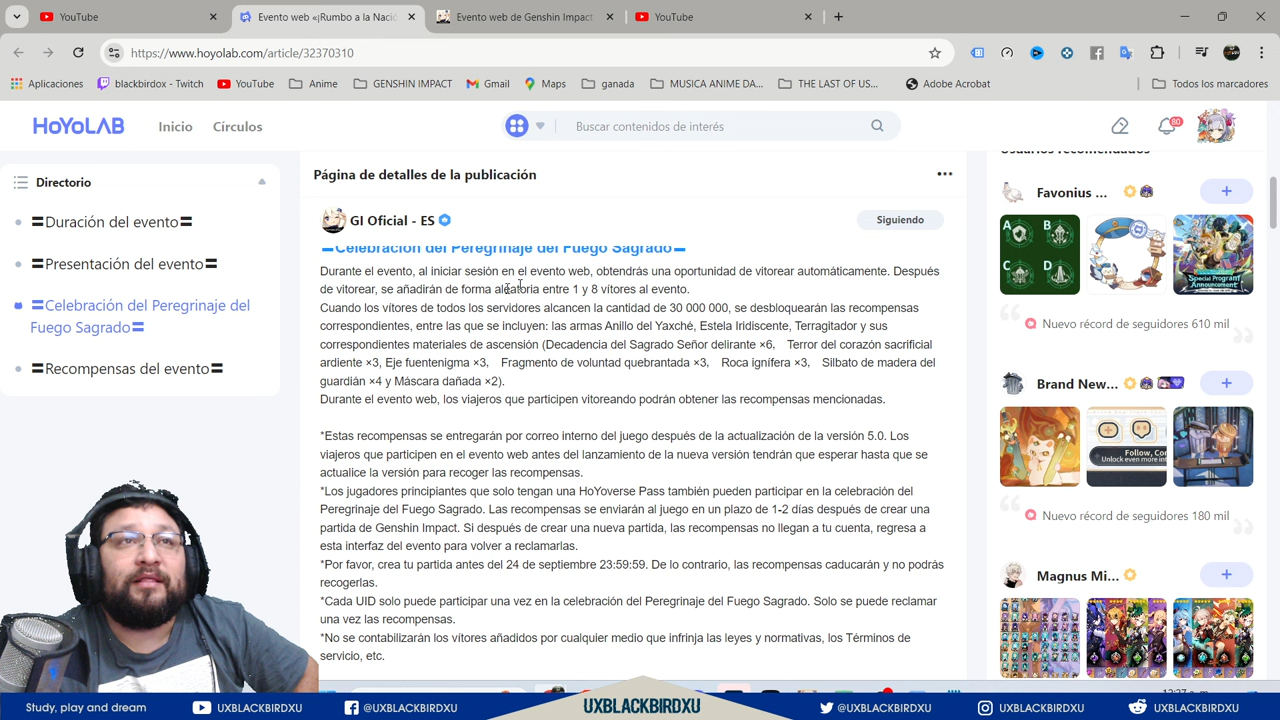 YouTube
Evento web «¡Rumbo a la Naci
Evento web de Genshin Impact
YouTube
https://www.hoyolab.com/article/32370310
Aplicaciones
blackbirdox - Twitch
YouTube
Anime
GENSHIN IMPACT
Gmail
Maps
ganada
MUSICA ANIME DA...
THE LAST OF US...
Adobe Acrobat
Todos los marcadores
HoYoLAB
Inicio
Círculos
Buscar contenidos de interés
80
Directorio
〓Duración del evento〓
〓Presentación del evento〓
〓Celebración del Peregrinaje del
Fuego Sagrado〓
〓Recompensas del evento〓
Página de detalles de la publicación
GI Oficial - ES
Siguiendo
〓Celebración del Peregrinaje del Fuego Sagrado〓
Durante el evento, al iniciar sesión en el evento web, obtendrás una oportunidad de vitorear automáticamente. Después
de vitorear, se añadirán de forma aleatoria entre 1 y 8 vítores al evento.
Cuando los vítores de todos los servidores alcancen la cantidad de 30 000 000, se desbloquearán las recompensas
correspondientes, entre las que se incluyen: las armas Anillo del Yaxché, Estela Iridiscente, Terragitador y sus
correspondientes materiales de ascensión (Decadencia del Sagrado Señor delirante ×6, Terror del corazón sacrificial
ardiente ×3, Eje fuentenigma ×3, Fragmento de voluntad quebrantada ×3, Roca ignífera ×3, Silbato de madera del
guardián ×4 y Máscara dañada ×2).
Durante el evento web, los viajeros que participen vitoreando podrán obtener las recompensas mencionadas.
*Estas recompensas se entregarán por correo interno del juego después de la actualización de la versión 5.0. Los
viajeros que participen en el evento web antes del lanzamiento de la nueva versión tendrán que esperar hasta que se
actualice la versión para recoger las recompensas.
*Los jugadores principiantes que solo tengan una HoYoverse Pass también pueden participar en la celebración del
Peregrinaje del Fuego Sagrado. Las recompensas se enviarán al juego en un plazo de 1-2 días después de crear una
partida de Genshin Impact. Si después de crear una nueva partida, las recompensas no llegan a tu cuenta, regresa a
esta interfaz del evento para volver a reclamarlas.
*Por favor, crea tu partida antes del 24 de septiembre 23:59:59. De lo contrario, las recompensas caducarán y no podrás
recogerlas.
*Cada UID solo puede participar una vez en la celebración del Peregrinaje del Fuego Sagrado. Solo se puede reclamar
una vez las recompensas.
*No se contabilizarán los vítores añadidos por cualquier medio que infrinja las leyes y normativas, los Términos de
servicio, etc.
Usuarios recomendados
Favonius ...
A
B
C
D
Special Program
Announcement
Nuevo récord de seguidores 610 mil
Brand New...
Follow, Cor
Unlock even more in
Nuevo récord de seguidores 180 mil
Magnus Mi...
Study, play and dream
UXBLACKBIRDXU
@UXBLACKBIRDXU
UXBLACKBIRDXU
@UXBLACKBIRDXU
UXBLACKBIRDXU
UXBLACKBIRDXU